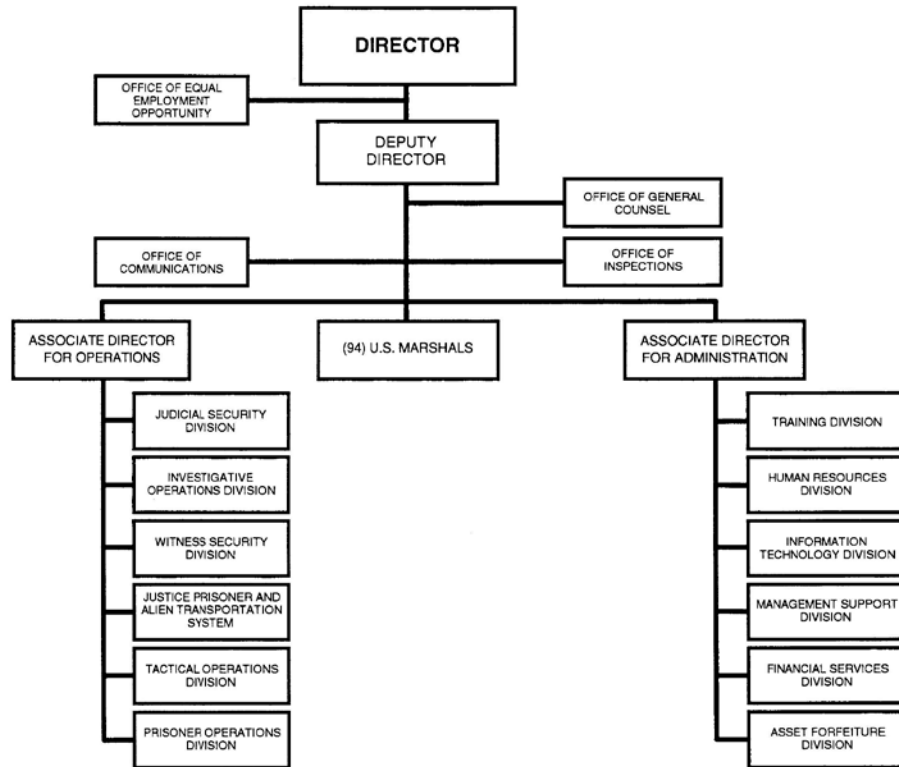 DIRECTOR
OFFICE OF EQUAL
EMPLOYMENT
OPPORTUNITY
DEPUTY
DIRECTOR
OFFICE OF GENERAL
COUNSEL
OFFICE OF
COMMUNICATIONS
OFFICE OF
INSPECTIONS
ASSOCIATE DIRECTOR
FOR OPERATIONS
(94) U.S. MARSHALS
ASSOCIATE DIRECTOR
FOR ADMINISTRATION
JUDICIAL SECURITY
DIVISION
INVESTIGATIVE
OPERATIONS DIVISION
WITNESS SECURITY
DIVISION
JUSTICE PRISONER AND
ALIEN TRANSPORTATION
SYSTEM
TACTICAL OPERATIONS
DIVISION
PRISONER OPERATIONS
DIVISION
TRAINING DIVISION
HUMAN RESOURCES
DIVISION
INFORMATION
TECHNOLOGY DIVISION
MANAGEMENT SUPPORT
DIVISION
FINANCIAL SERVICES
DIVISION
ASSET FORFEITURE
DIVISION